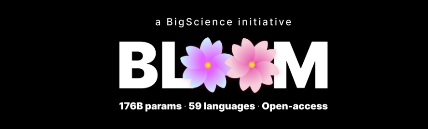 a BigScience initiative
BLOOM
176B params · 59 languages · Open-access